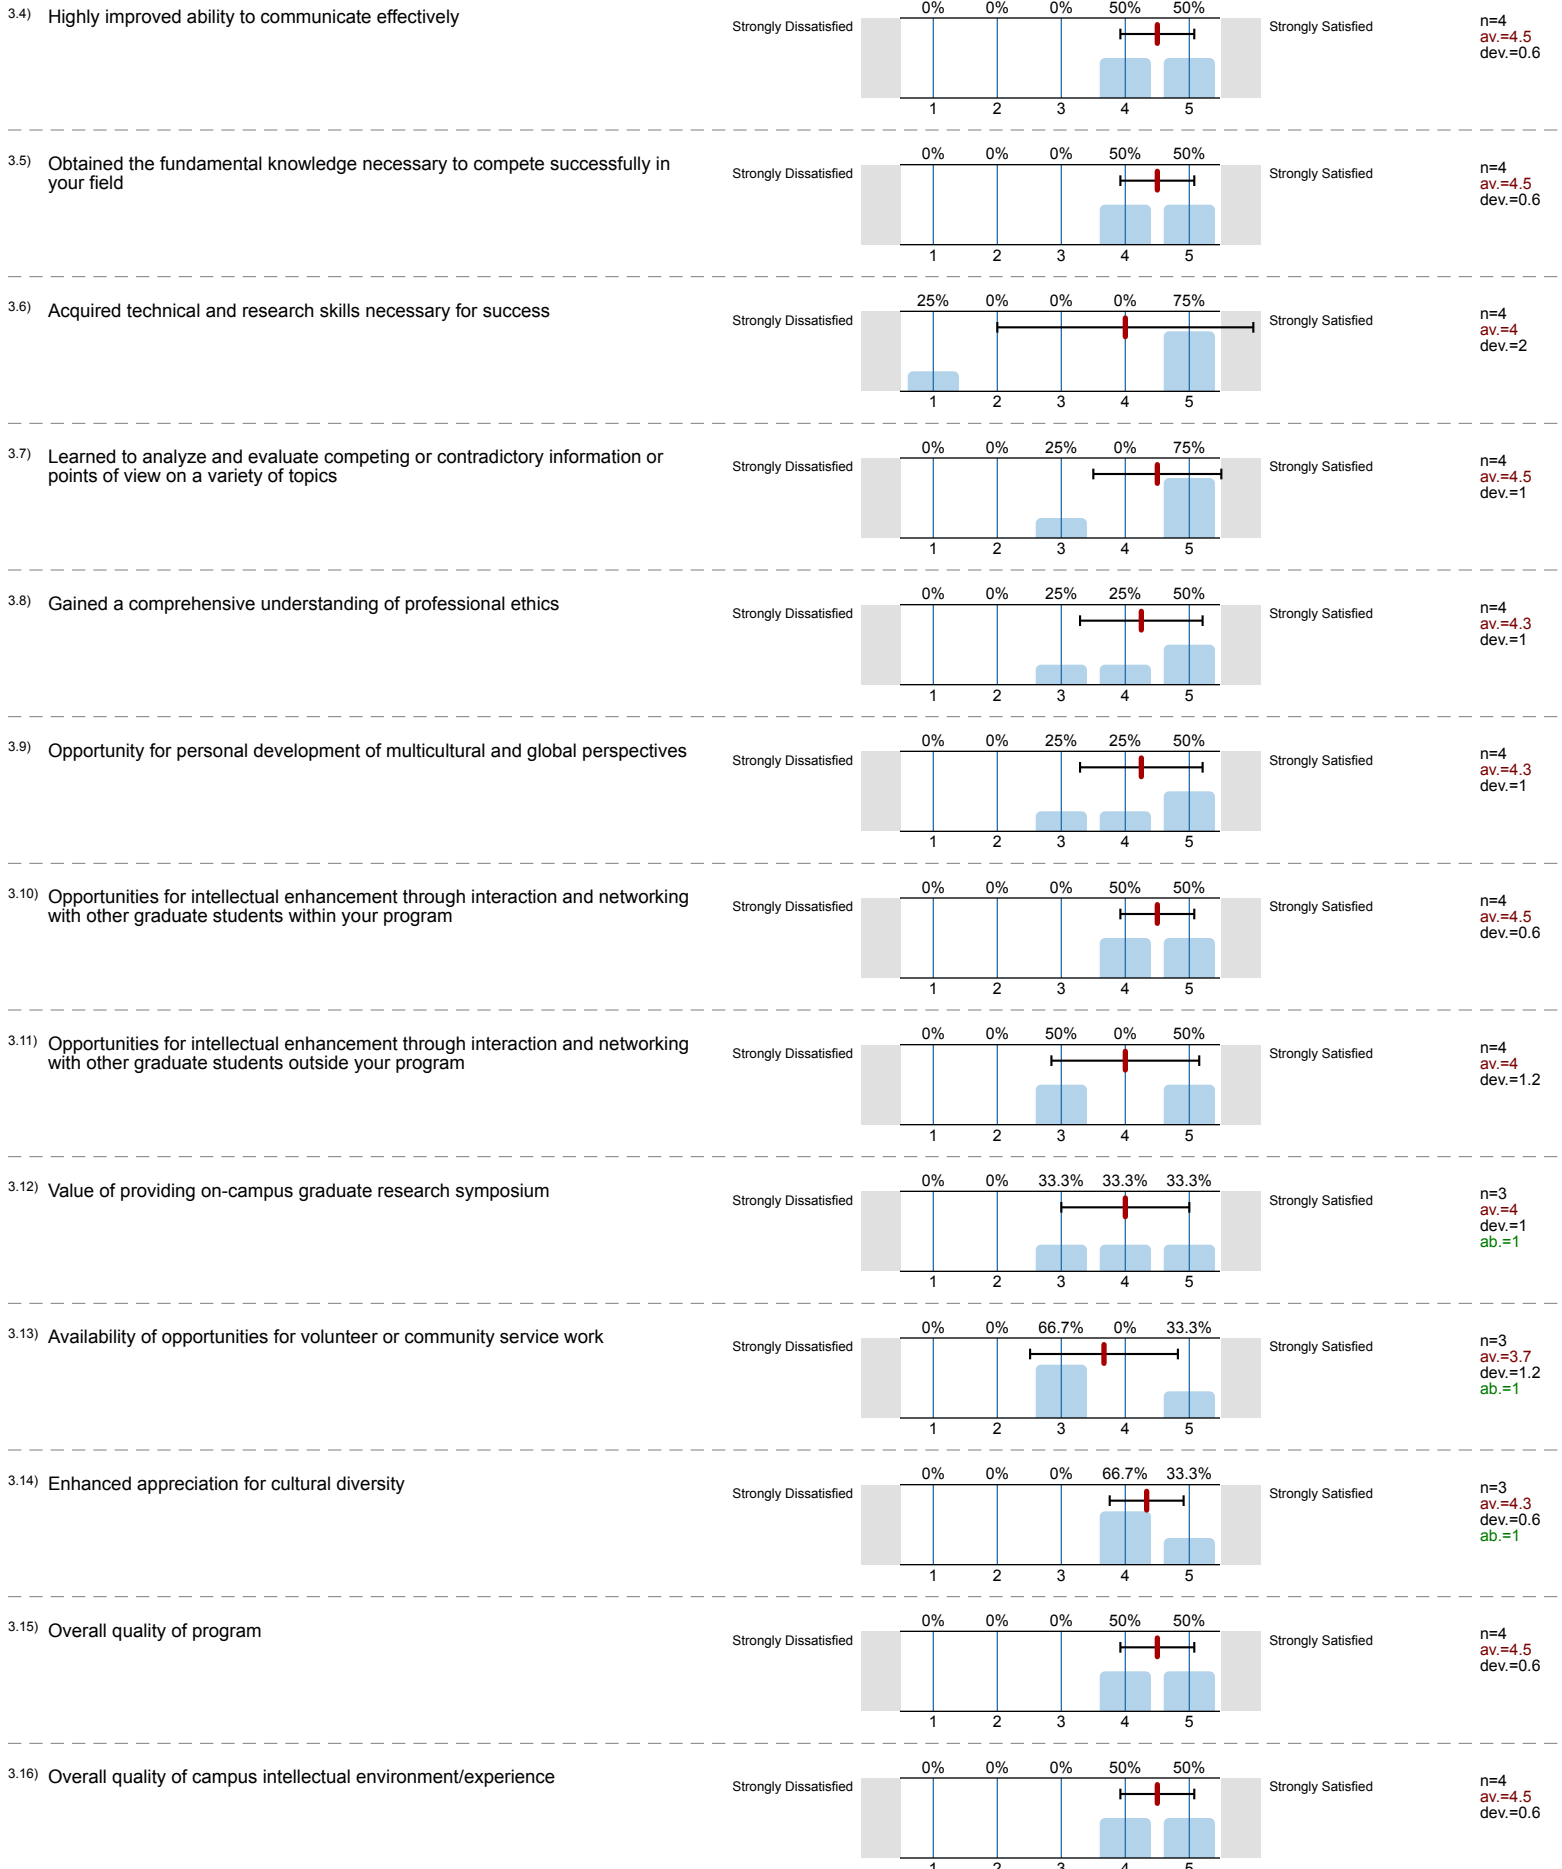 3.4) Highly improved ability to communicate effectively
Strongly Dissatisfied
0% 0% 0% 50% 50%
1 2 3 4 5
Strongly Satisfied
n=4
av.=4.5
dev.=0.6
3.5) Obtained the fundamental knowledge necessary to compete successfully in
your field
Strongly Dissatisfied
0% 0% 0% 50% 50%
1 2 3 4 5
Strongly Satisfied
n=4
av.=4.5
dev.=0.6
3.6) Acquired technical and research skills necessary for success
Strongly Dissatisfied
25% 0% 0% 0% 75%
1 2 3 4 5
Strongly Satisfied
n=4
av.=4
dev.=2
3.7) Learned to analyze and evaluate competing or contradictory information or
points of view on a variety of topics
Strongly Dissatisfied
0% 0% 25% 0% 75%
1 2 3 4 5
Strongly Satisfied
n=4
av.=4.5
dev.=1
3.8) Gained a comprehensive understanding of professional ethics
Strongly Dissatisfied
0% 0% 25% 25% 50%
1 2 3 4 5
Strongly Satisfied
n=4
av.=4.3
dev.=1
3.9) Opportunity for personal development of multicultural and global perspectives
Strongly Dissatisfied
0% 0% 25% 25% 50%
1 2 3 4 5
Strongly Satisfied
n=4
av.=4.3
dev.=1
3.10) Opportunities for intellectual enhancement through interaction and networking
with other graduate students within your program
Strongly Dissatisfied
0% 0% 0% 50% 50%
1 2 3 4 5
Strongly Satisfied
n=4
av.=4.5
dev.=0.6
3.11) Opportunities for intellectual enhancement through interaction and networking
with other graduate students outside your program
Strongly Dissatisfied
0% 0% 50% 0% 50%
1 2 3 4 5
Strongly Satisfied
n=4
av.=4
dev.=1.2
3.12) Value of providing on-campus graduate research symposium
Strongly Dissatisfied
0% 0% 33.3% 33.3% 33.3%
1 2 3 4 5
Strongly Satisfied
n=3
av.=4
dev.=1
ab.=1
3.13) Availability of opportunities for volunteer or community service work
Strongly Dissatisfied
0% 0% 66.7% 0% 33.3%
1 2 3 4 5
Strongly Satisfied
n=3
av.=3.7
dev.=1.2
ab.=1
3.14) Enhanced appreciation for cultural diversity
Strongly Dissatisfied
0% 0% 0% 66.7% 33.3%
1 2 3 4 5
Strongly Satisfied
n=3
av.=4.3
dev.=0.6
ab.=1
3.15) Overall quality of program
Strongly Dissatisfied
0% 0% 0% 50% 50%
1 2 3 4 5
Strongly Satisfied
n=4
av.=4.5
dev.=0.6
3.16) Overall quality of campus intellectual environment/experience
Strongly Dissatisfied
0% 0% 0% 50% 50%
1 2 3 4 5
Strongly Satisfied
n=4
av.=4.5
dev.=0.6